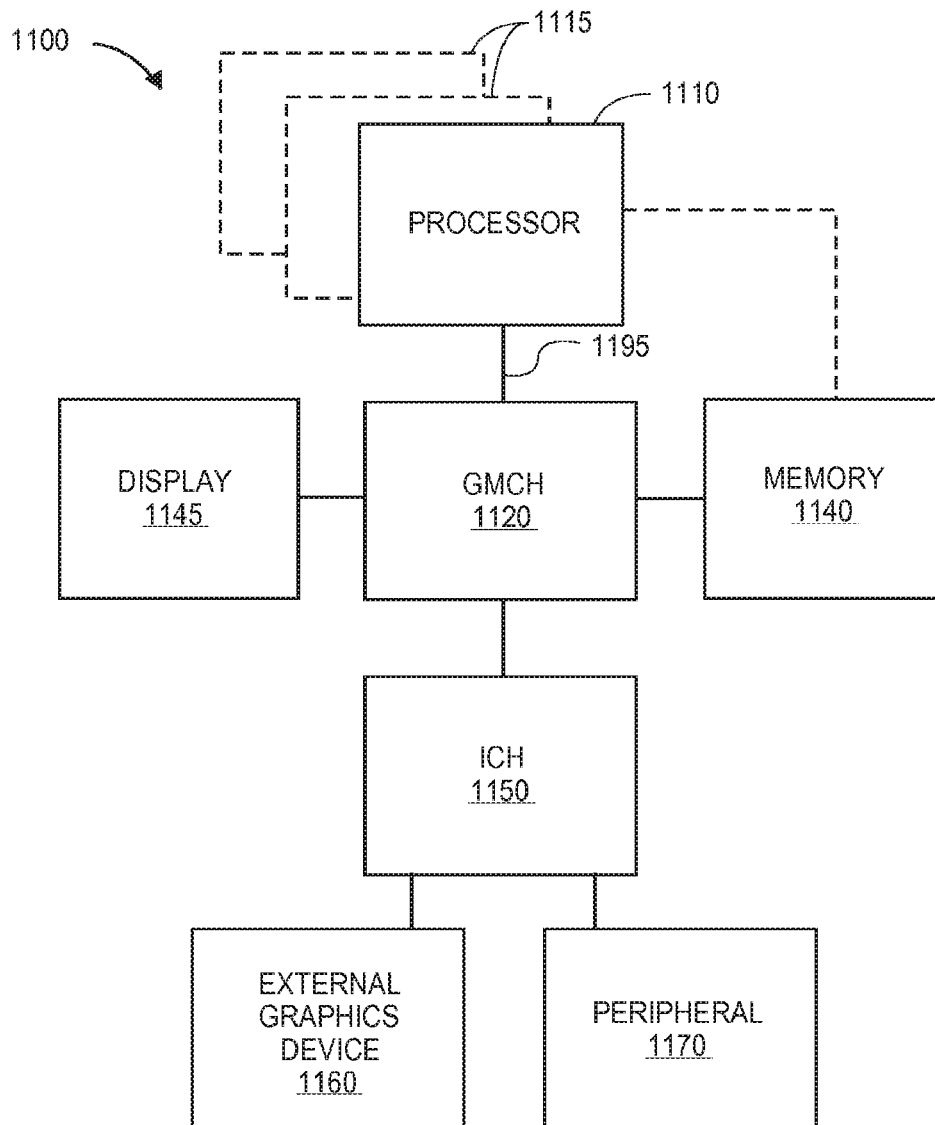 1100
1115
1110
PROCESSOR
1195
DISPLAY
1145
GMCH
1120
MEMORY
1140
ICH
1150
EXTERNAL
GRAPHICS
DEVICE
1160
PERIPHERAL
1170